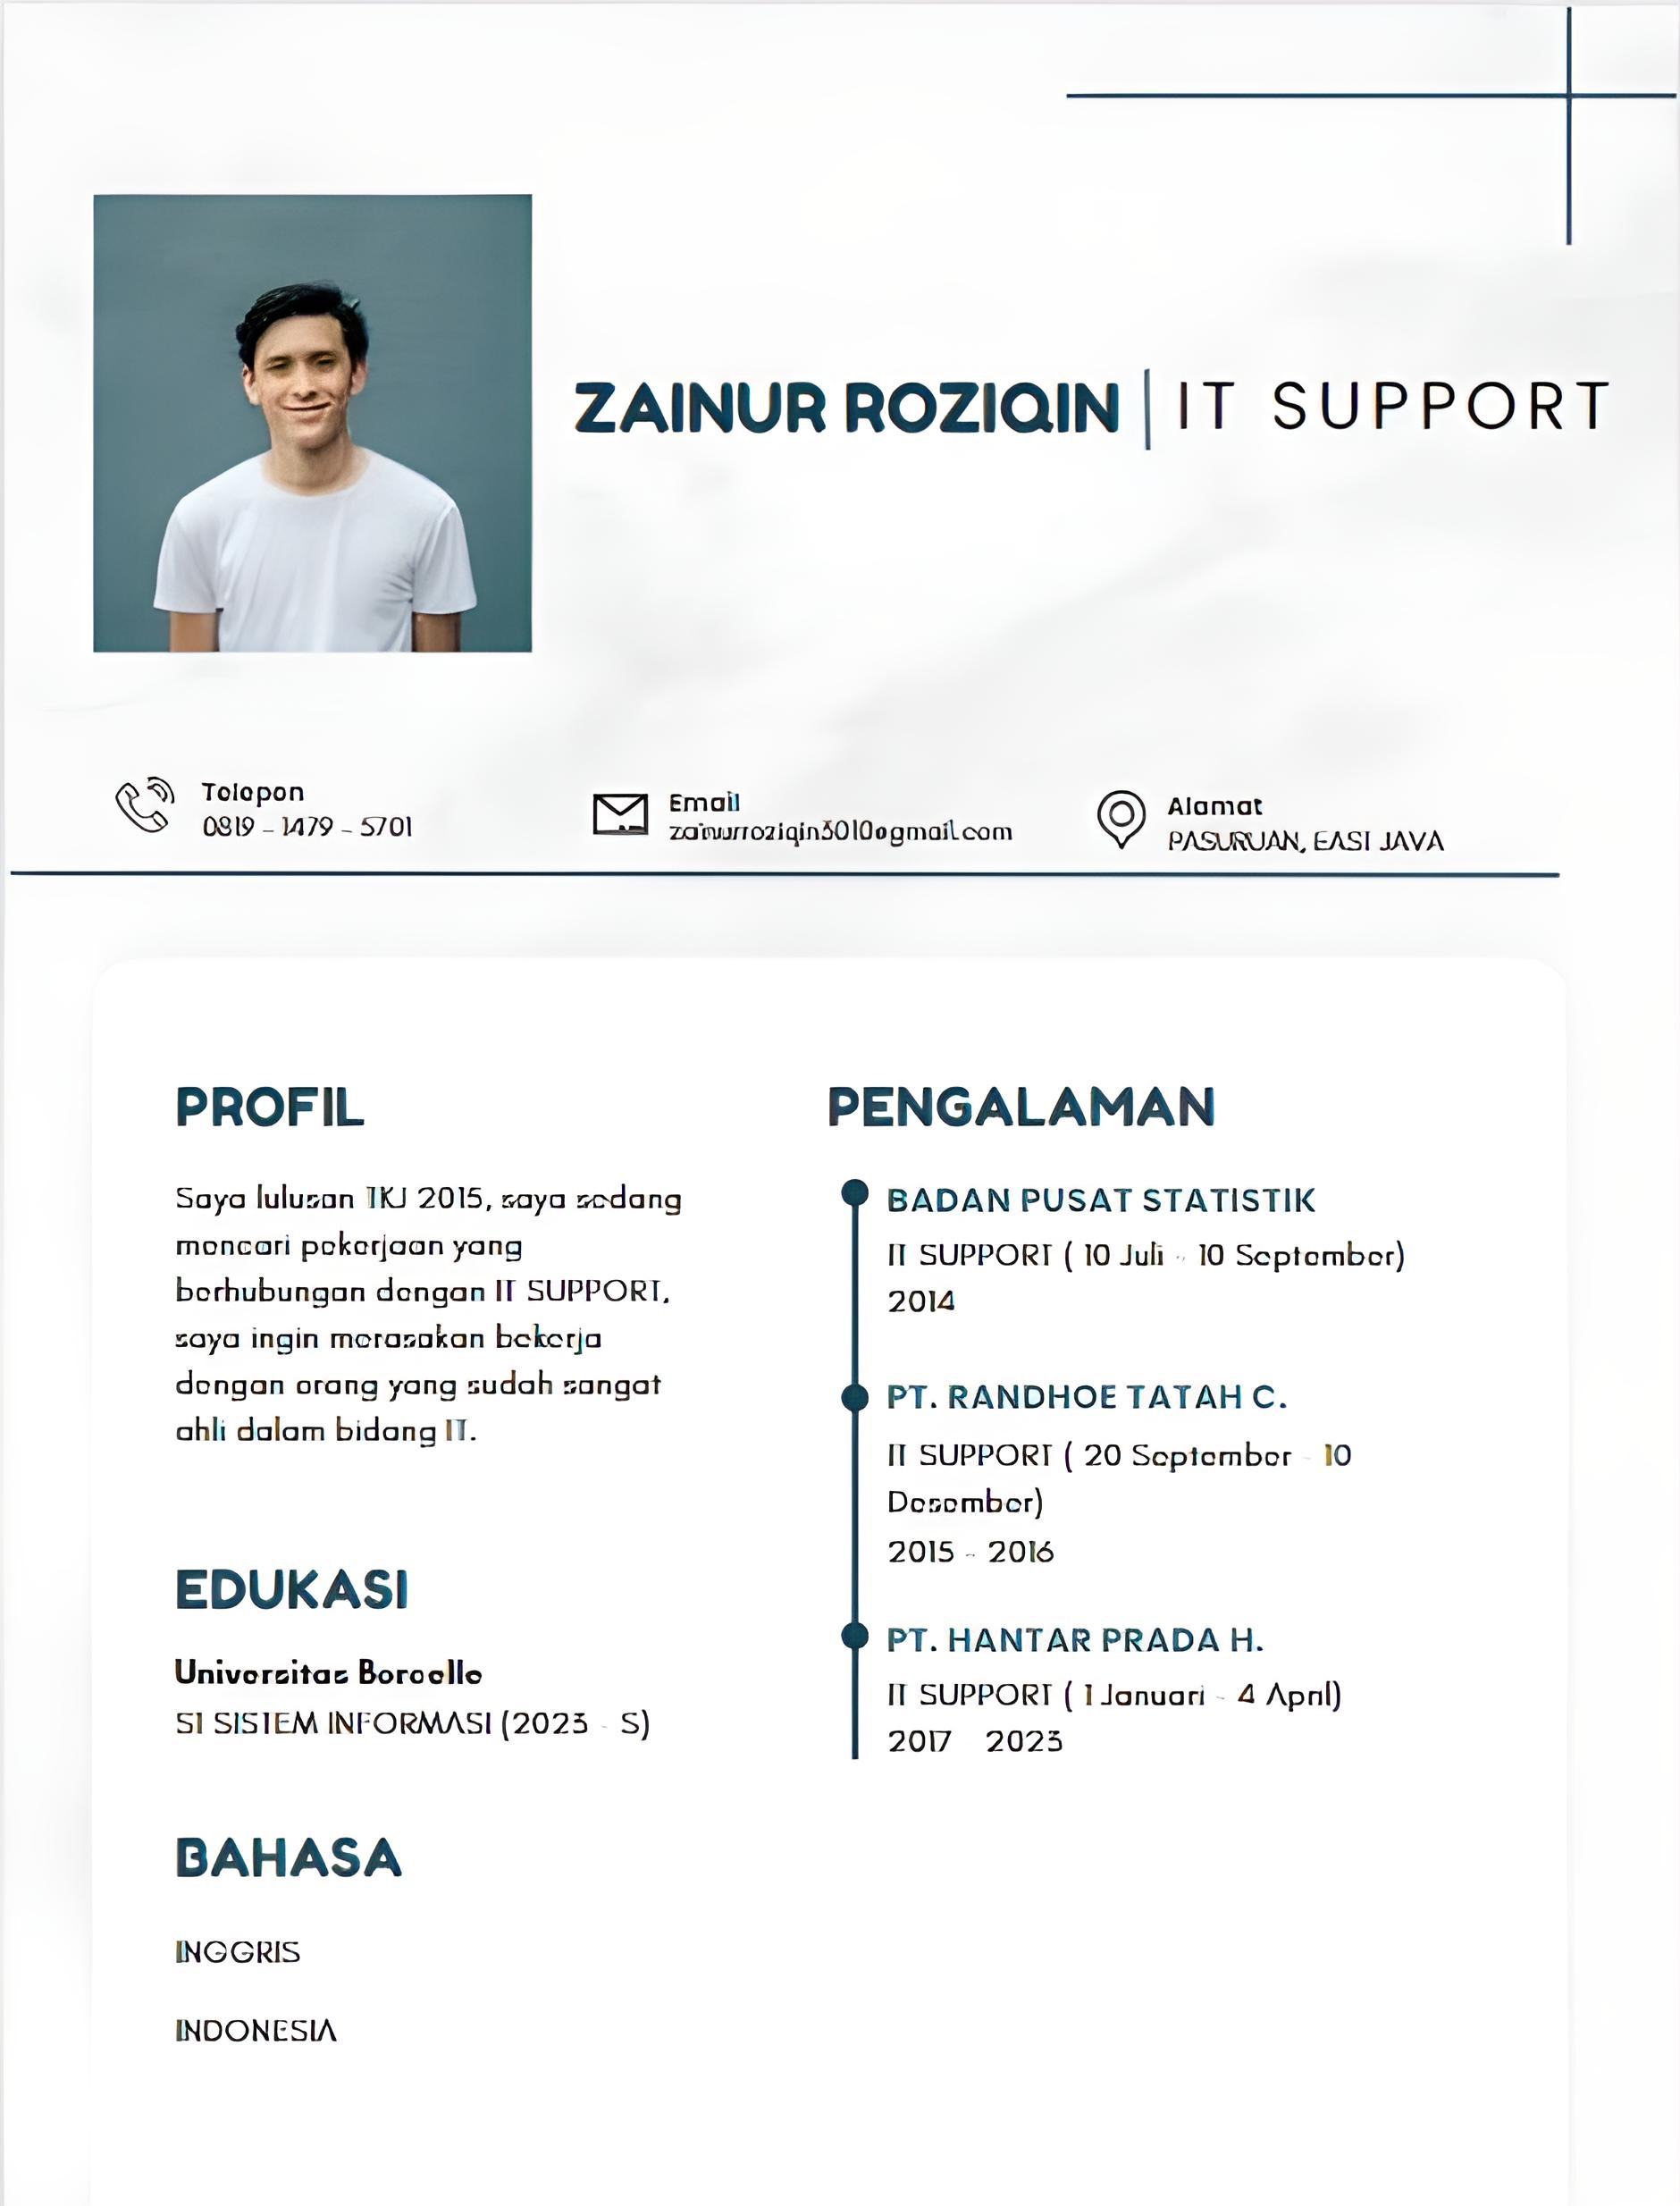 ZAINUR ROZIQIN | IT SUPPORT
Telepon
0819 - 1479 - 5701
Email
zainurroziqin3010@gmail.com
Alamat
PASURUAN, EAST JAVA
PROFIL
Saya lulusan TKJ 2015, saya sedang
mencari pekerjaan yang
berhubungan dengan IT SUPPORT,
saya ingin merasakan bekerja
dengan orang yang sudah sangat
ahli dalam bidang IT.
EDUKASI
Universitas Borcelle
S1 SISTEM INFORMASI (2023 - S)
BAHASA
INGGRIS
INDONESIA
PENGALAMAN
BADAN PUSAT STATISTIK
IT SUPPORT ( 10 Juli - 10 September)
2014
PT. RANDHOE TATAH C.
IT SUPPORT ( 20 September - 10
Desember)
2015 - 2016
PT. HANTAR PRADA H.
IT SUPPORT ( 1 Januari - 4 April)
2017 - 2023